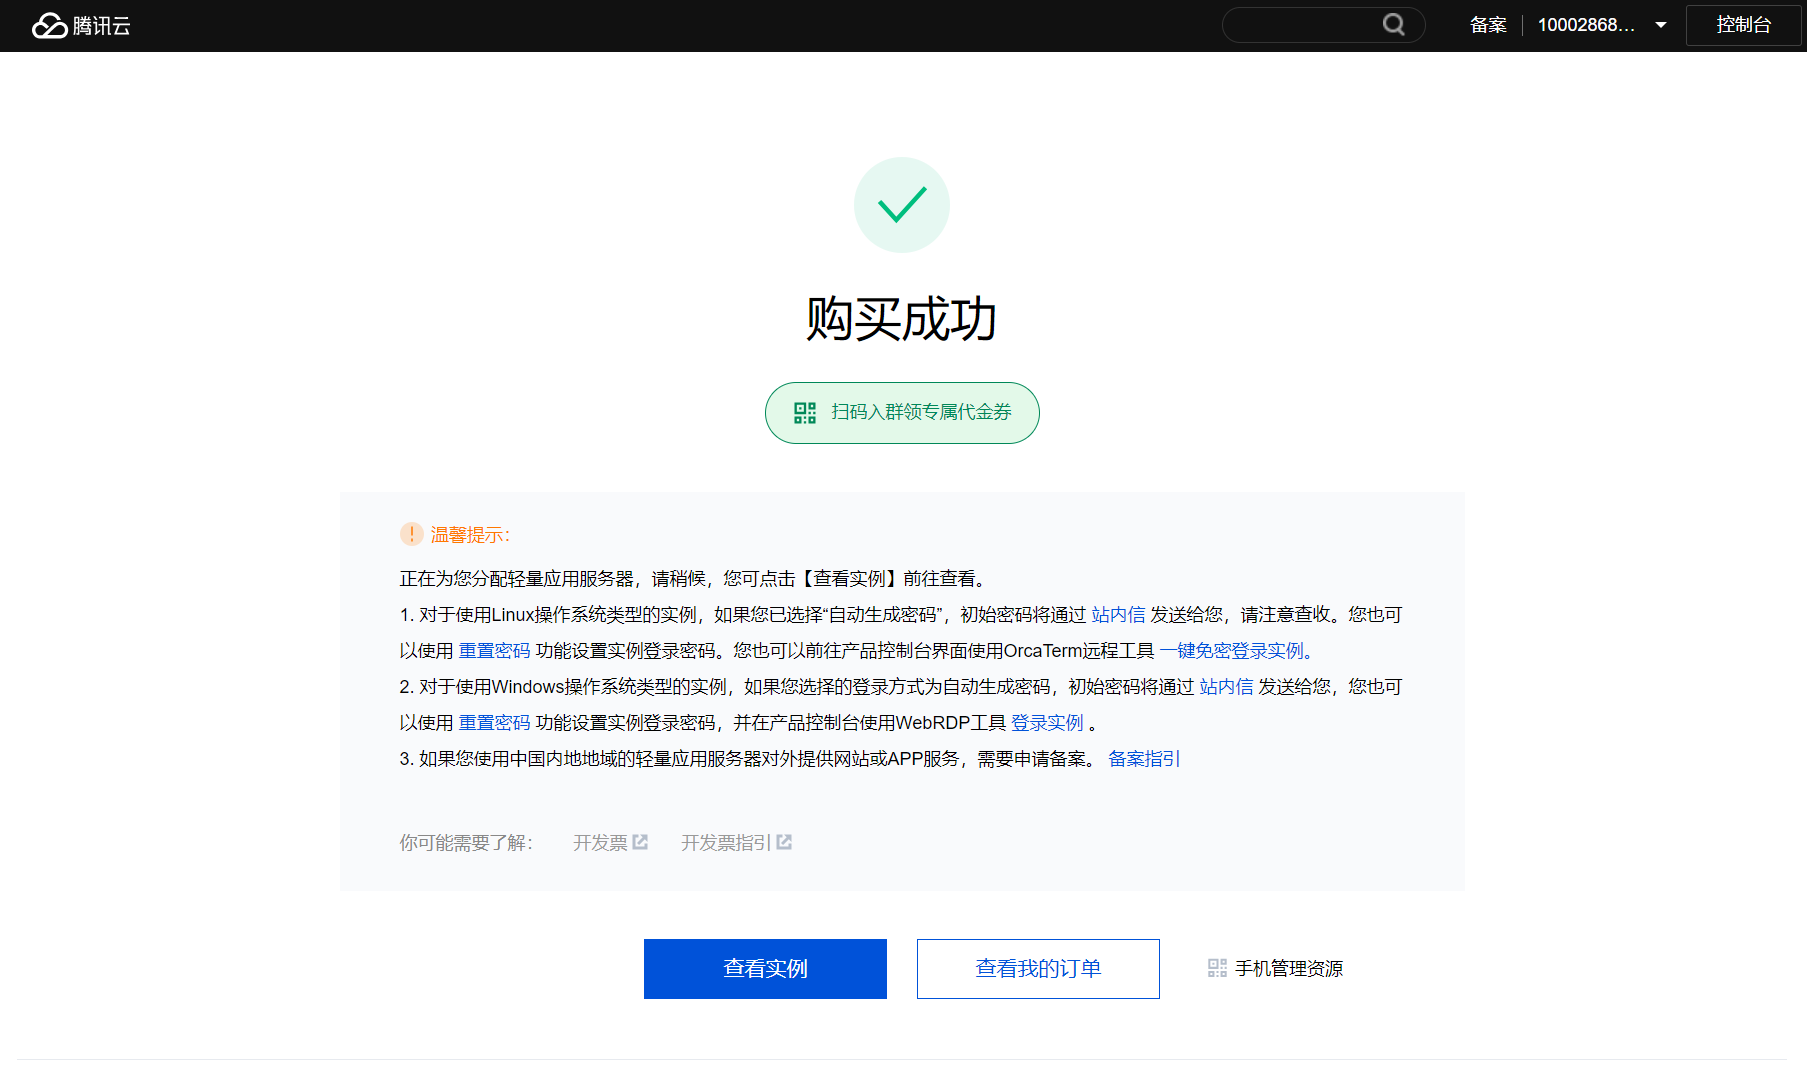 腾讯云
备案
10002868...
控制台
购买成功
扫码入群领专属代金券
温馨提示：
正在为您分配轻量应用服务器，请稍候，您可点击【查看实例】前往查看。
1. 对于使用Linux操作系统类型的实例，如果您已选择“自动生成密码”，初始密码将通过 站内信 发送给您，请注意查收。您也可
以使用 重置密码 功能设置实例登录密码。您也可以前往产品控制台界面使用OrcaTerm远程工具 一键免密登录实例。
2. 对于使用Windows操作系统类型的实例，如果您选择的登录方式为自动生成密码，初始密码将通过 站内信 发送给您，您也可
以使用 重置密码 功能设置实例登录密码，并在产品控制台使用WebRDP工具 登录实例 。
3. 如果您使用中国内地地域的轻量应用服务器对外提供网站或APP服务，需要申请备案。 备案指引
你可能需要了解： 开发票 开发票指引
查看实例
查看我的订单
手机管理资源